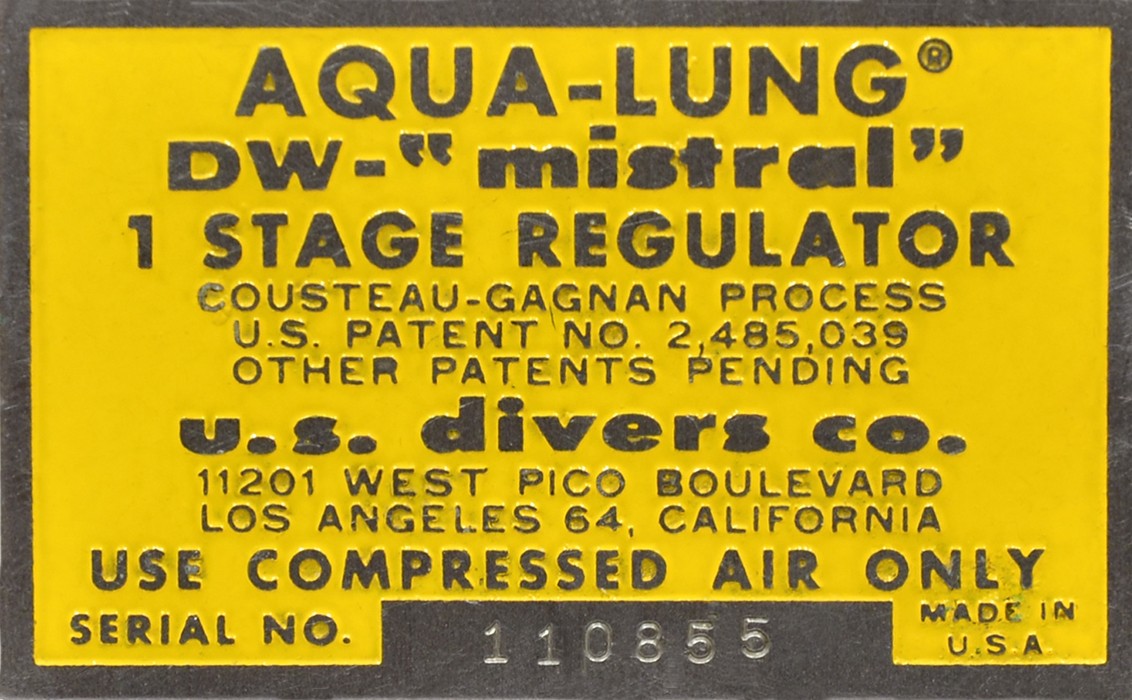 AQUA-LUNG®
DW-"mistral"
1 STAGE REGULATOR
COUSTEAU-GAGNAN PROCESS
U.S. PATENT NO. 2,485,039
OTHER PATENTS PENDING
u.s. divers co.
11201 WEST PICO BOULEVARD
LOS ANGELES 64, CALIFORNIA
USE COMPRESSED AIR ONLY
SERIAL NO. 110855
MADE IN
U.S.A